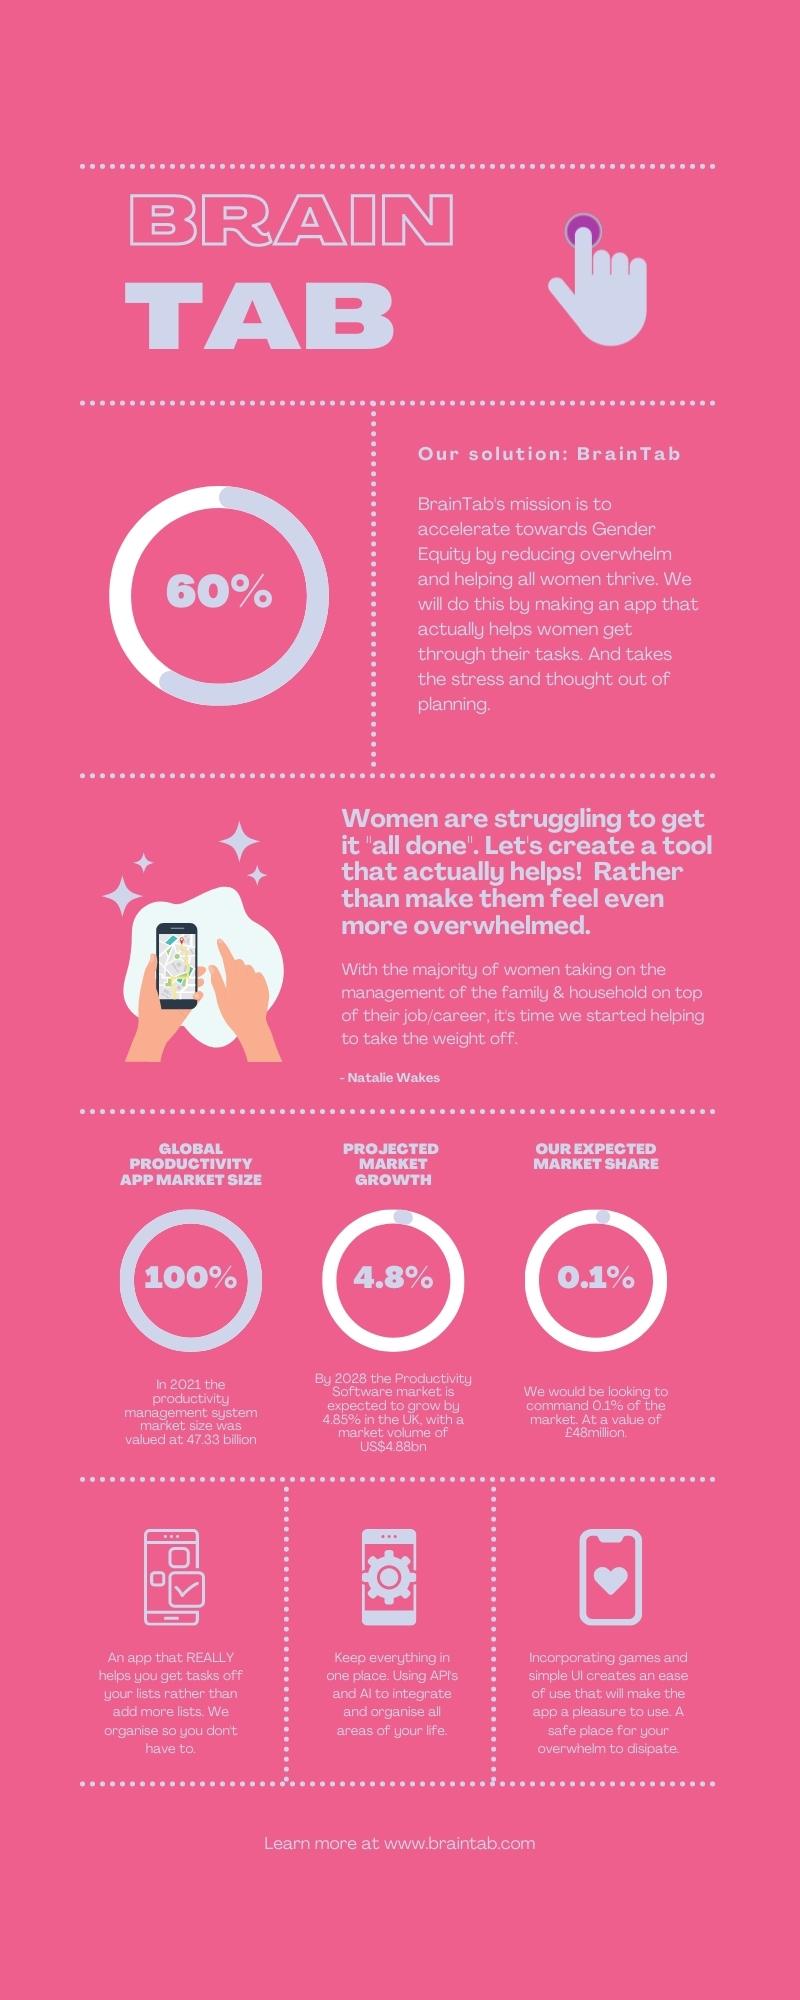 BRAIN
TAB
60%
Our solution: BrainTab
BrainTab's mission is to
accelerate towards Gender
Equity by reducing overwhelm
and helping all women thrive. We
will do this by making an app that
actually helps women get
through their tasks. And takes
the stress and thought out of
planning.
Women are struggling to get
it "all done". Let's create a tool
that actually helps! Rather
than make them feel even
more overwhelmed.
With the majority of women taking on the
management of the family & household on top
of their job/career, it's time we started helping
to take the weight off.
- Natalie Wakes
GLOBAL
PRODUCTIVITY
APP MARKET SIZE
100%
In 2021 the
productivity
management system
market size was
valued at 47.33 billion
PROJECTED
MARKET
GROWTH
4.8%
By 2028 the Productivity
Software market is
expected to grow by
4.85% in the UK, with a
market volume of
US$4.88bn
OUR EXPECTED
MARKET SHARE
0.1%
We would be looking to
command 0.1% of the
market. At a value of
£48million.
An app that REALLY
helps you get tasks off
your lists rather than
add more lists. We
organise so you don't
have to.
Keep everything in
one place. Using API's
and AI to integrate
and organise all
areas of your life.
Incorporating games and
simple UI creates an ease
of use that will make the
app a pleasure to use. A
safe place for your
overwhelm to disipate.
Learn more at www.braintab.com